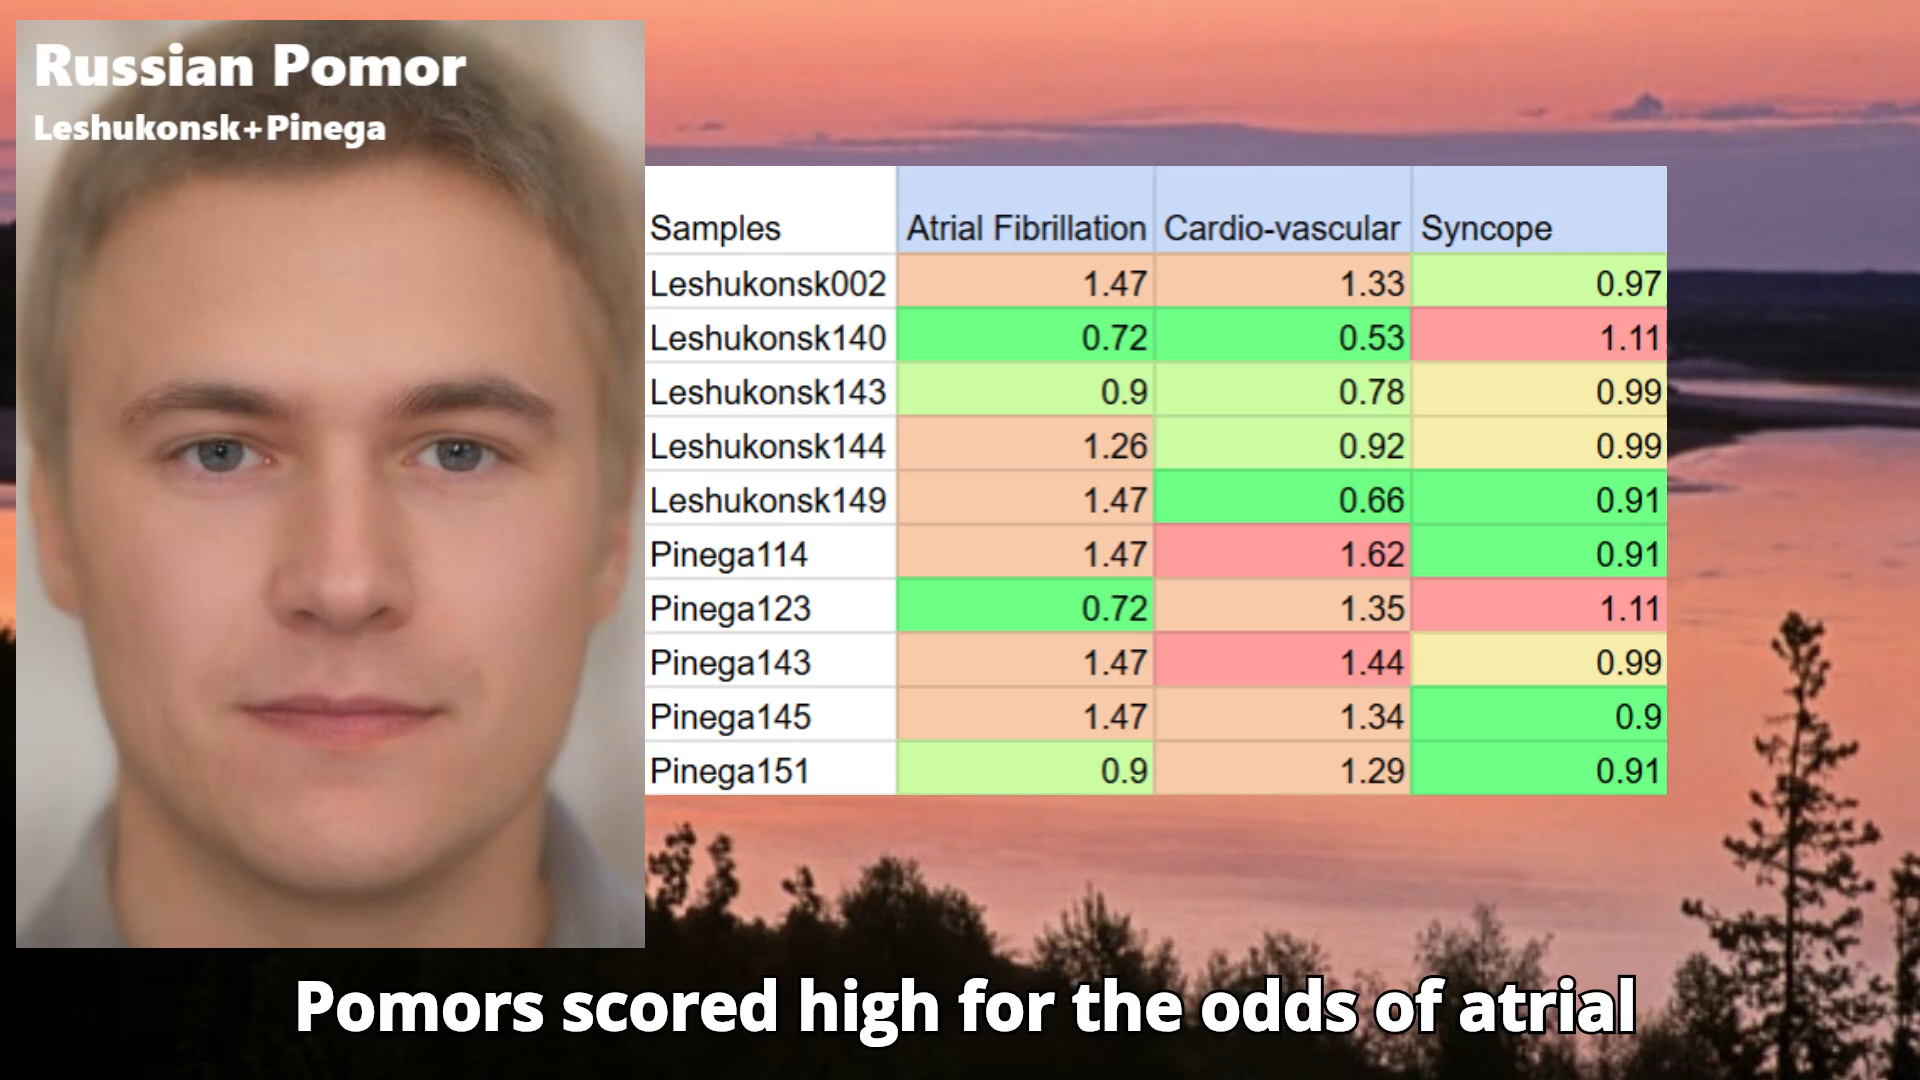 Russian Pomor
Leshukonsk+Pinega
Samples Atrial Fibrillation Cardio-vascular Syncope
Leshukonsk002 1.47 1.33 0.97
Leshukonsk140 0.72 0.53 1.11
Leshukonsk143 0.9 0.78 0.99
Leshukonsk144 1.26 0.92 0.99
Leshukonsk149 1.47 0.66 0.91
Pinega114 1.47 1.62 0.91
Pinega123 0.72 1.35 1.11
Pinega143 1.47 1.44 0.99
Pinega145 1.47 1.34 0.9
Pinega151 0.9 1.29 0.91
Pomors scored high for the odds of atrial